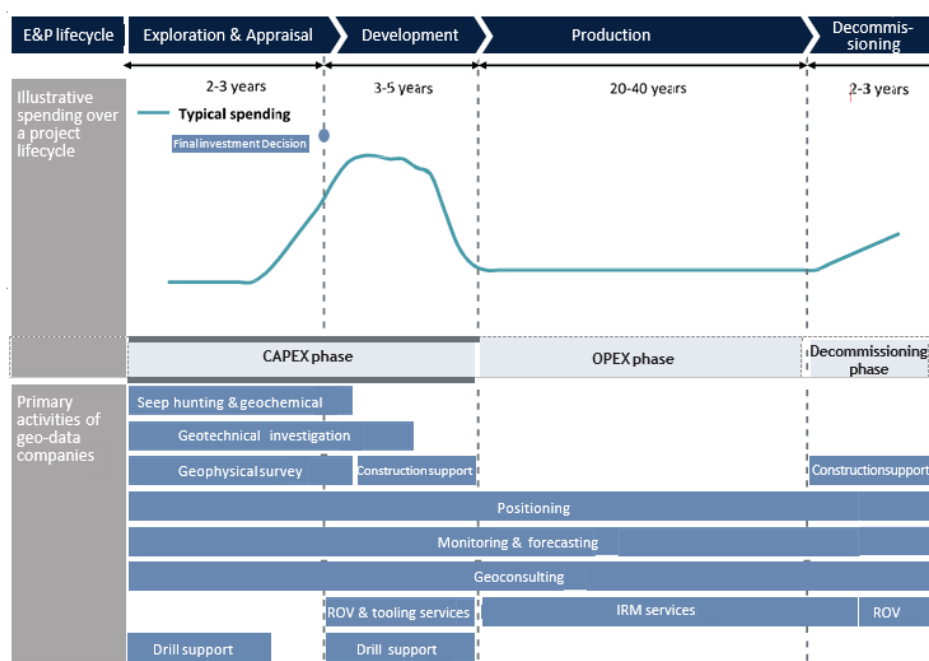 E&P lifecycle
Exploration & Appraisal
Development
Production
Decommis-
sioning
2-3 years
3-5 years
20-40 years
2-3 years
Illustrative
spending over
a project
lifecycle
Typical spending
Final investment Decision
CAPEX phase
OPEX phase
Decommissioning
phase
Primary
activities of
geo-data
companies
Seep hunting & geochemical
Geotechnical investigation
Geophysical survey
Construction support
Constructionsupport
Positioning
Monitoring & forecasting
Geoconsulting
ROV & tooling services
IRM services
ROV
Drill support
Drill support